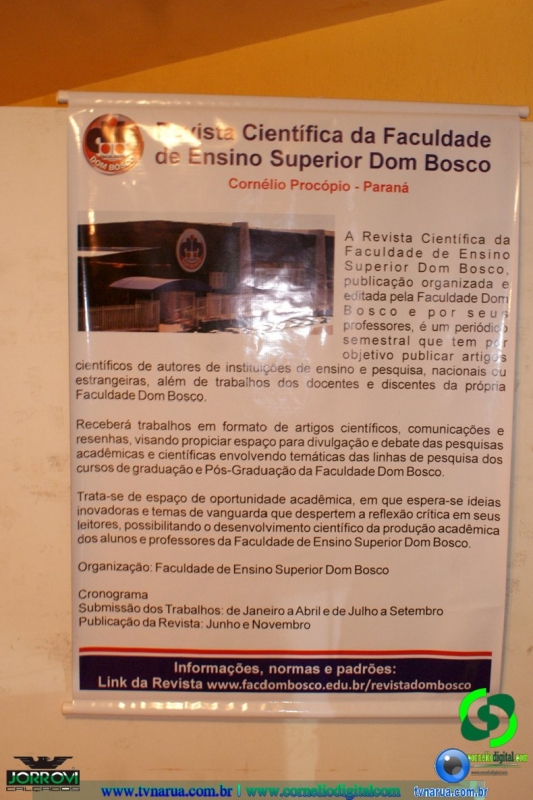 Revista Científica da Faculdade
de Ensino Superior Dom Bosco
Cornélio Procópio - Paraná
DOM BOSCO
A Revista Científica da
Faculdade de Ensino
Superior Dom Bosco,
publicação organizada e
editada pela Faculdade Dom
Bosco e por seus
professores, é um periódico
semestral que tem por
objetivo publicar artigos
científicos de autores de instituições de ensino e pesquisa, nacionais ou
estrangeiras, além de trabalhos dos docentes e discentes da própria
Faculdade Dom Bosco.
Receberá trabalhos em formato de artigos científicos, comunicações e
resenhas, visando propiciar espaço para divulgação e debate das pesquisas
acadêmicas e científicas envolvendo temáticas das linhas de pesquisa dos
cursos de graduação e Pós-Graduação da Faculdade Dom Bosco.
Trata-se de espaço de oportunidade acadêmica, em que espera-se ideias
inovadoras e temas de vanguarda que despertem a reflexão crítica em seus
leitores, possibilitando o desenvolvimento científico da produção acadêmica
dos alunos e professores da Faculdade de Ensino Superior Dom Bosco.
Organização: Faculdade de Ensino Superior Dom Bosco
Cronograma
Submissão dos Trabalhos: de Janeiro a Abril e de Julho a Setembro
Publicação da Revista: Junho e Novembro
Informações, normas e padrões:
Link da Revista www.facdombosco.edu.br/revistadombosco
corneliodigital.com
JORROVI
CALÇADOS
www.tvnarua.com.br | www.corneliodigital.com
tvnarua.com.br